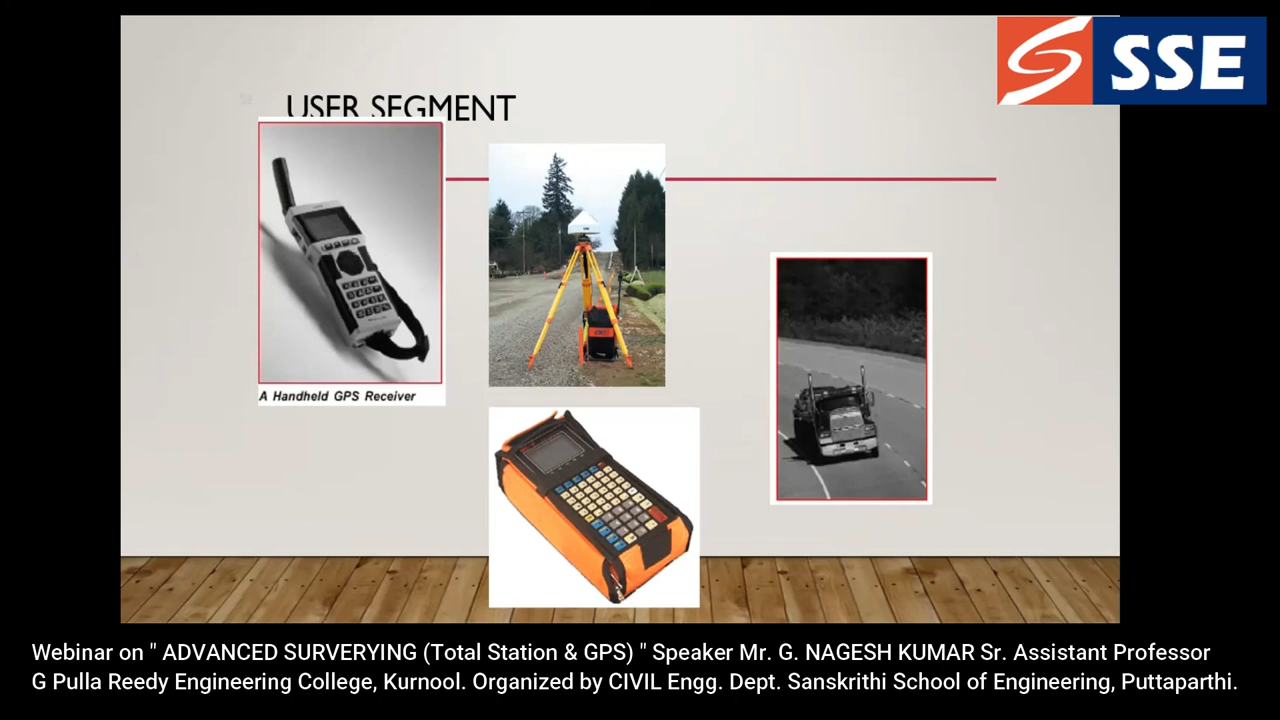 SSE
USER SEGMENT
A Handheld GPS Receiver
Webinar on " ADVANCED SURVERYING (Total Station & GPS) " Speaker Mr. G. NAGESH KUMAR Sr. Assistant Professor
G Pulla Reedy Engineering College, Kurnool. Organized by CIVIL Engg. Dept. Sanskrithi School of Engineering, Puttaparthi.